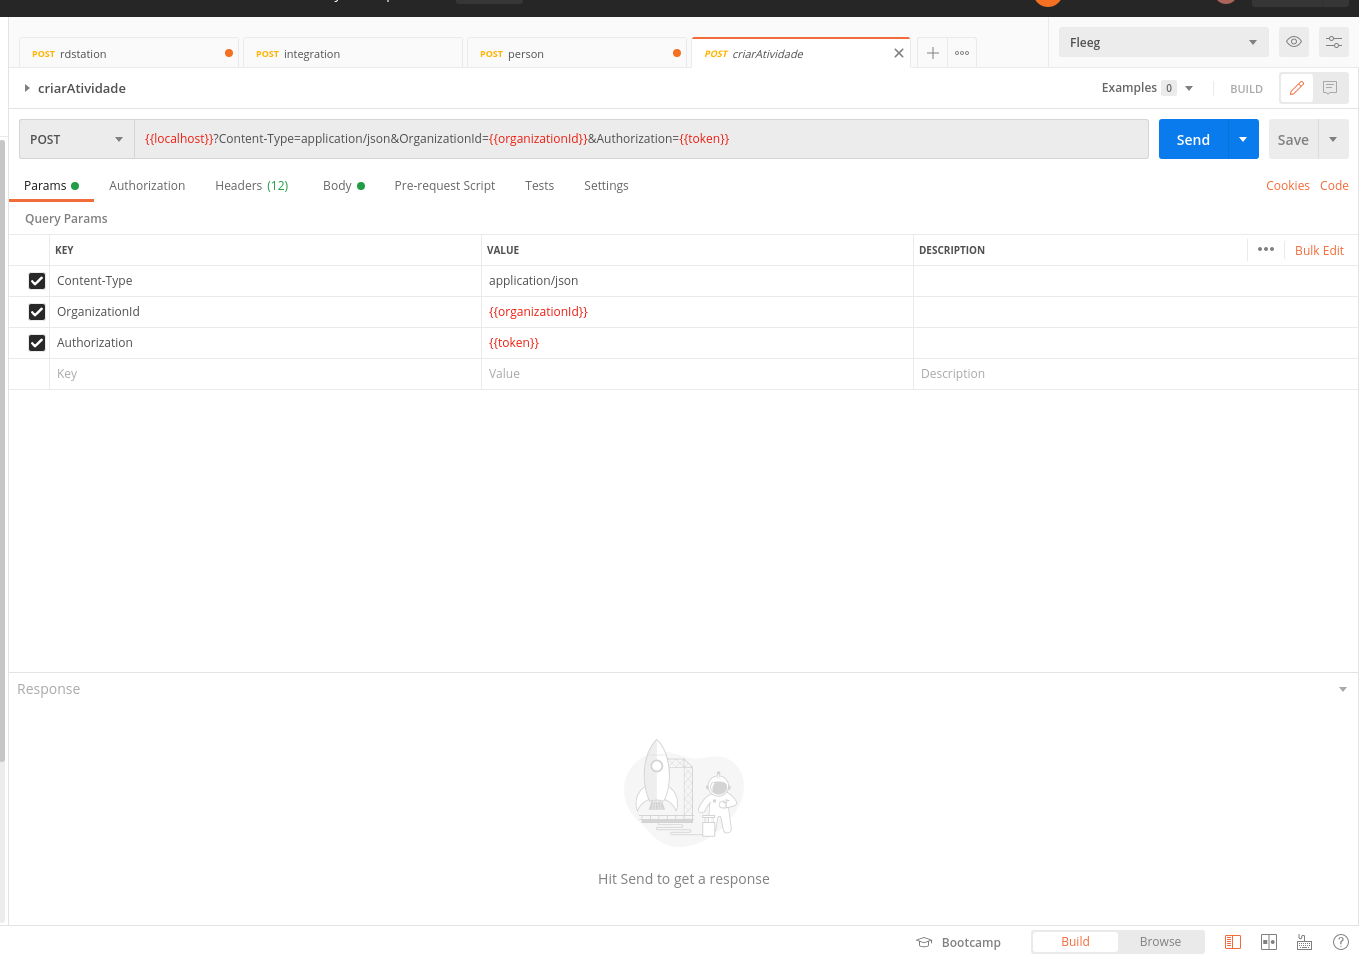 POST rdstation
POST integration
POST person
POST criarAtividade
Fleeg
criarAtividade
Examples 0
BUILD
POST
{{localhost}}?Content-Type=application/json&OrganizationId={{organizationId}}&Authorization={{token}}
Send
Save
Params
Authorization
Headers (12)
Body
Pre-request Script
Tests
Settings
Cookies
Code
Query Params
KEY VALUE DESCRIPTION
Bulk Edit
Content-Type application/json
OrganizationId {{organizationId}}
Authorization {{token}}
Key Value Description
Response
Hit Send to get a response
Bootcamp
Build
Browse